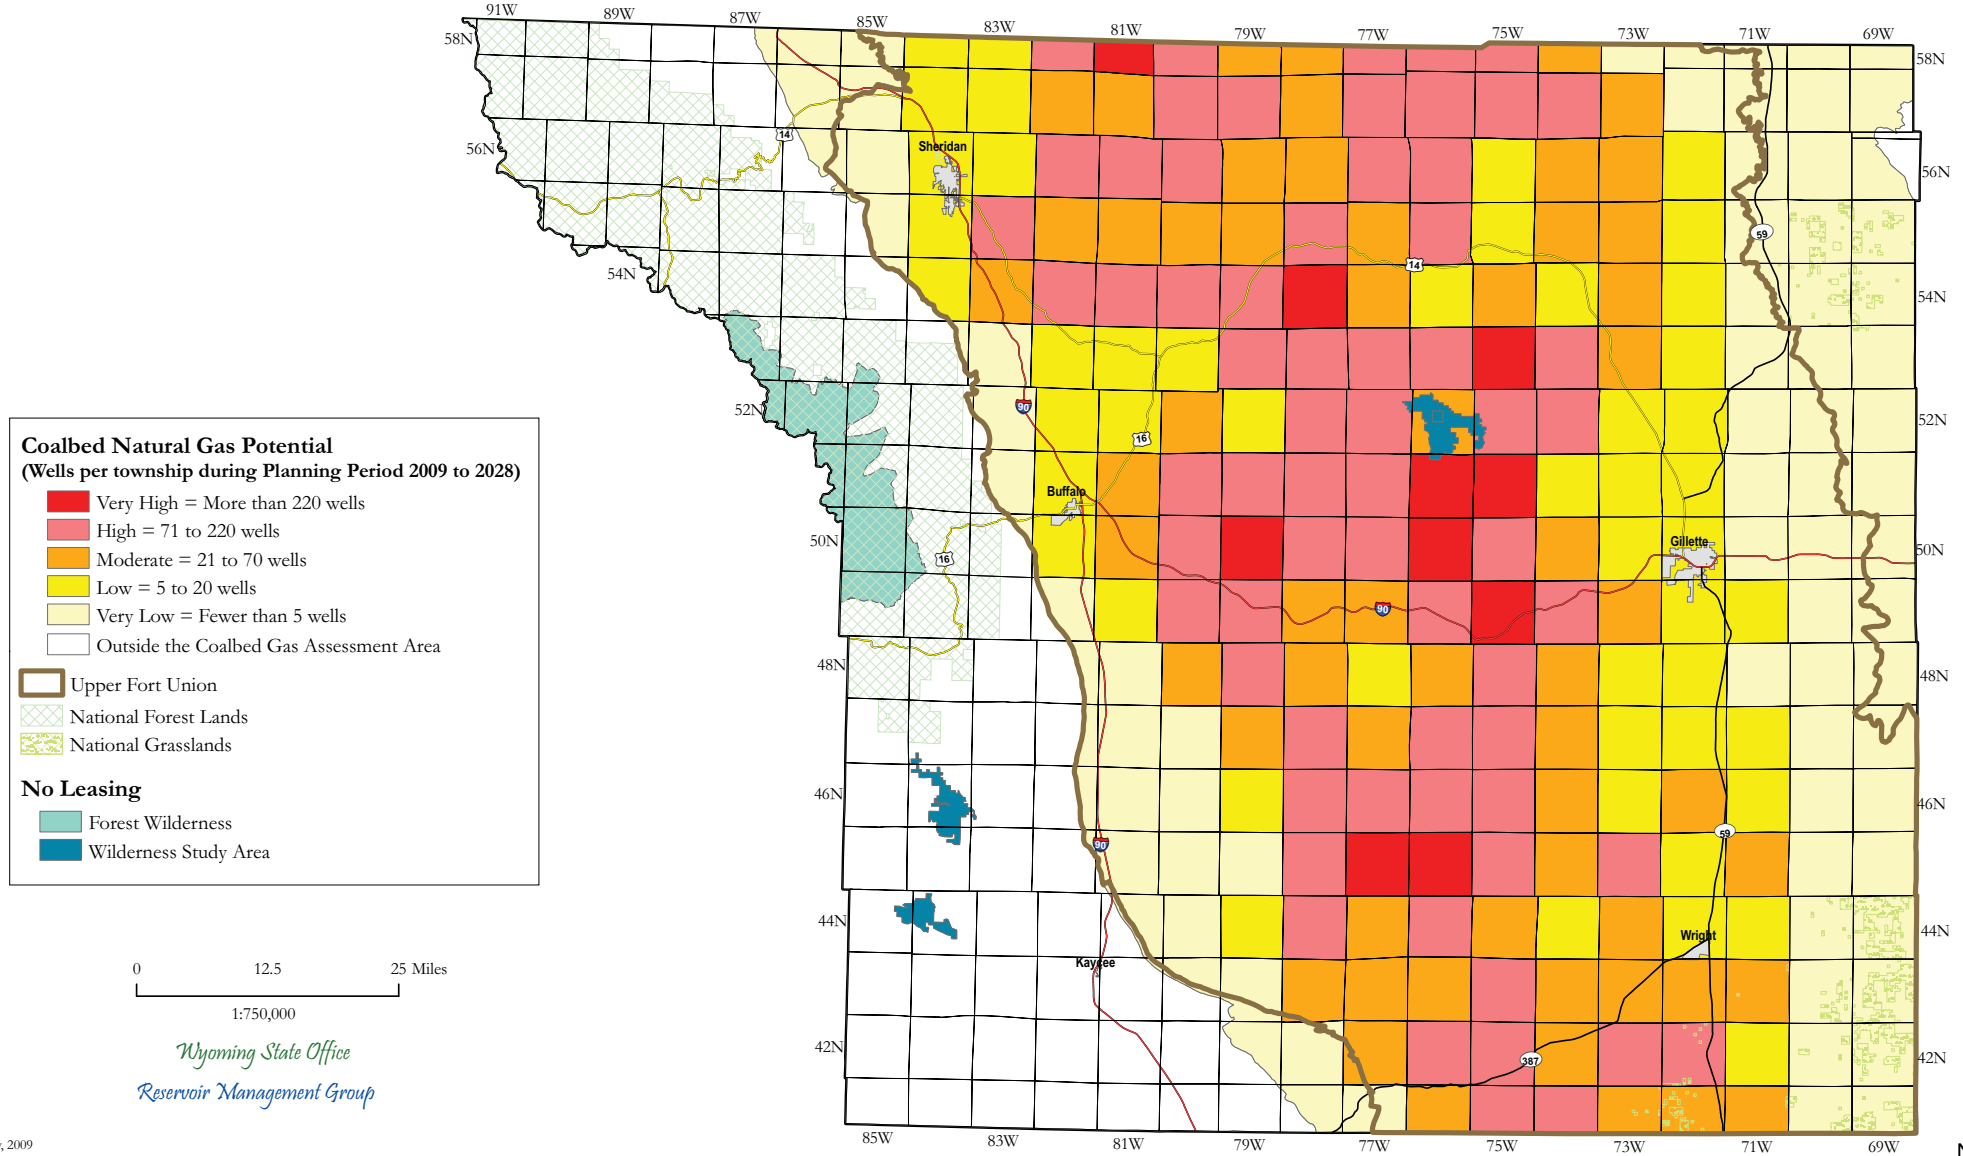 91W 89W 87W 85W 83W 81W 79W 77W 75W 73W 71W 69W
58N 58N
14
Sheridan
56N 56N
59
54N 14 54N
90
52N 16 52N
Coalbed Natural Gas Potential
(Wells per township during Planning Period 2009 to 2028)
Very High = More than 220 wells
High = 71 to 220 wells
Moderate = 21 to 70 wells
Low = 5 to 20 wells
Very Low = Fewer than 5 wells
Outside the Coalbed Gas Assessment Area
Upper Fort Union
National Forest Lands
National Grasslands
No Leasing
Forest Wilderness
Wilderness Study Area
Buffalo
50N Gillette 50N
16
90
48N 48N
46N 46N
90 59
44N Wright 44N
Kaycee
42N 387 42N
0 12.5 25 Miles
1:750,000
Wyoming State Office
Reservoir Management Group
, 2009
85W 83W 81W 79W 77W 75W 73W 71W 69W